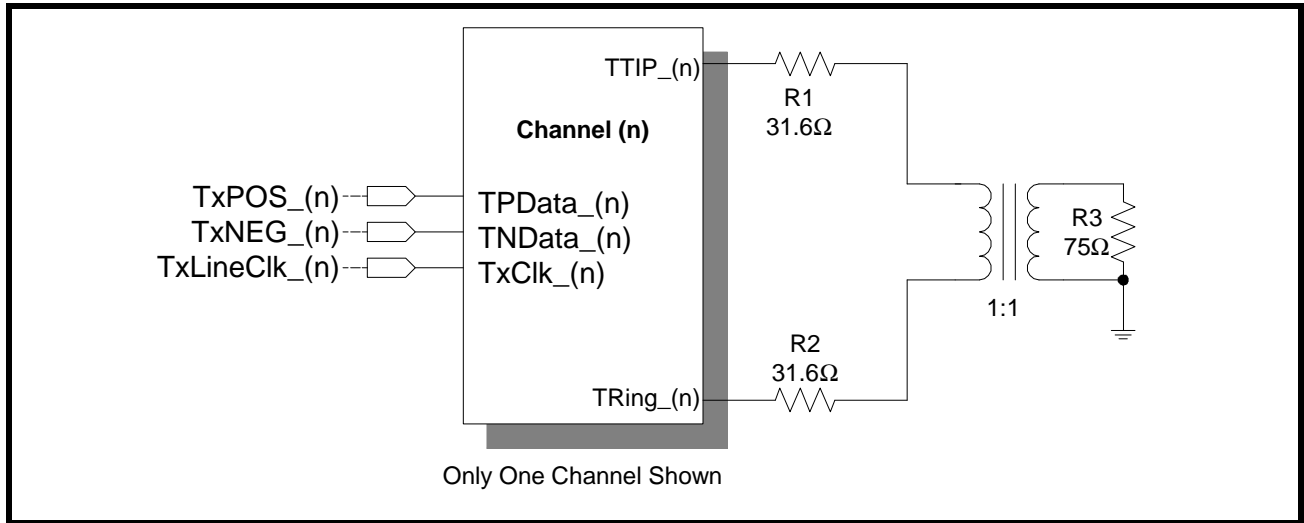 TTIP_(n)
R1
31.6Ω
Channel (n)
TxPOS_(n)
TPData_(n)
TxNEG_(n)
TNData_(n)
TxLineClk_(n)
TxClk_(n)
R3
75Ω
1:1
R2
31.6Ω
TRing_(n)
Only One Channel Shown